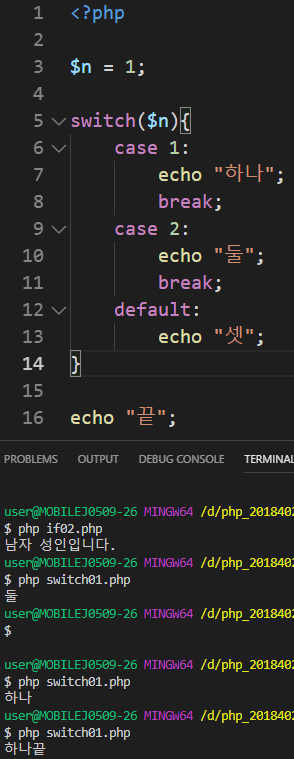 1 <?php
2
3 $n = 1;
4
5 switch($n){
6 case 1:
7 echo "하나";
8 break;
9 case 2:
10 echo "둘";
11 break;
12 default:
13 echo "셋";
14 }
15
16 echo "끝";
PROBLEMS OUTPUT DEBUG CONSOLE TERMINAL
user@MOBILEJ0509-26 MINGW64 /d/php_2018402
$ php if02.php
남자 성인입니다.
user@MOBILEJ0509-26 MINGW64 /d/php_2018402
$ php switch01.php
둘
user@MOBILEJ0509-26 MINGW64 /d/php_2018402
$
user@MOBILEJ0509-26 MINGW64 /d/php_2018402
$ php switch01.php
하나
user@MOBILEJ0509-26 MINGW64 /d/php_2018402
$ php switch01.php
하나끝